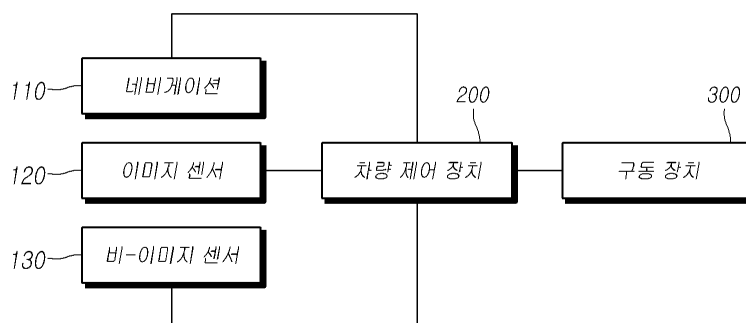 110
네비게이션
200
300
120
이미지 센서
차량 제어 장치
구동 장치
130
비-이미지 센서